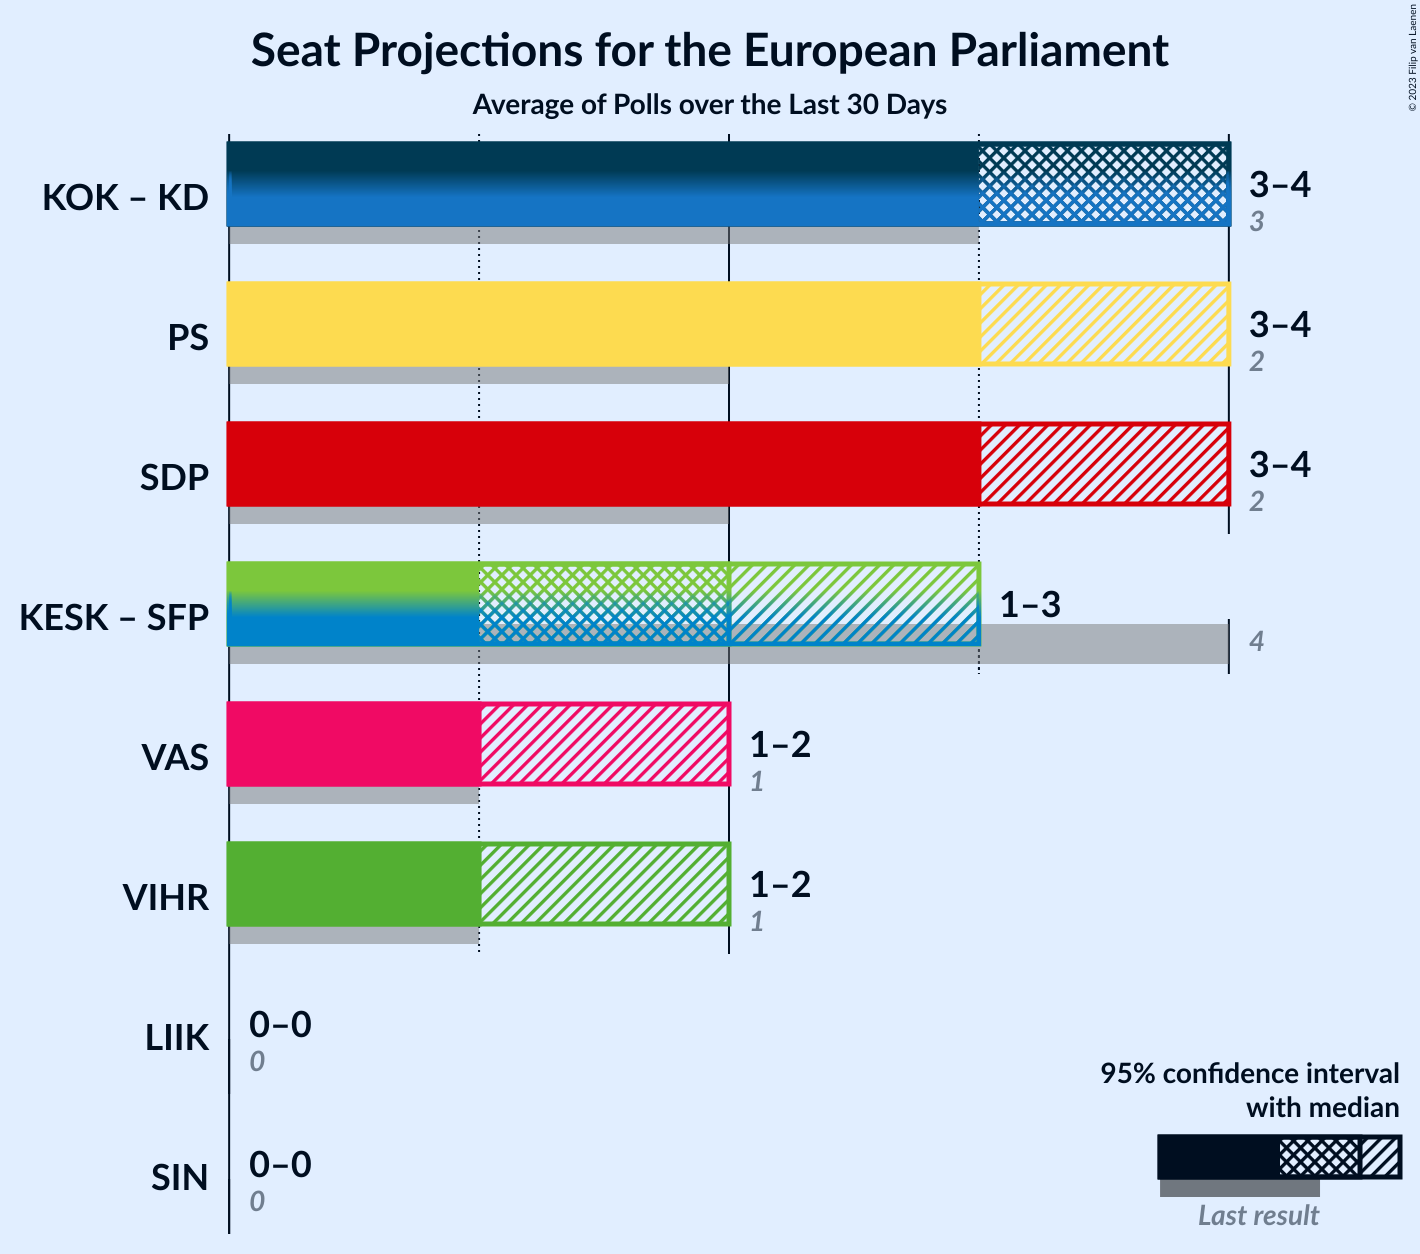 Seat Projections for the European Parliament
Average of Polls over the Last 30 Days
© 2023 Filip van Laenen
KOK – KD
3–4
3
PS
3–4
2
SDP
3–4
2
KESK – SFP
1–3
4
VAS
1–2
1
VIHR
1–2
1
LIIK
0–0
0
SIN
0–0
0
95% confidence interval
with median
Last result